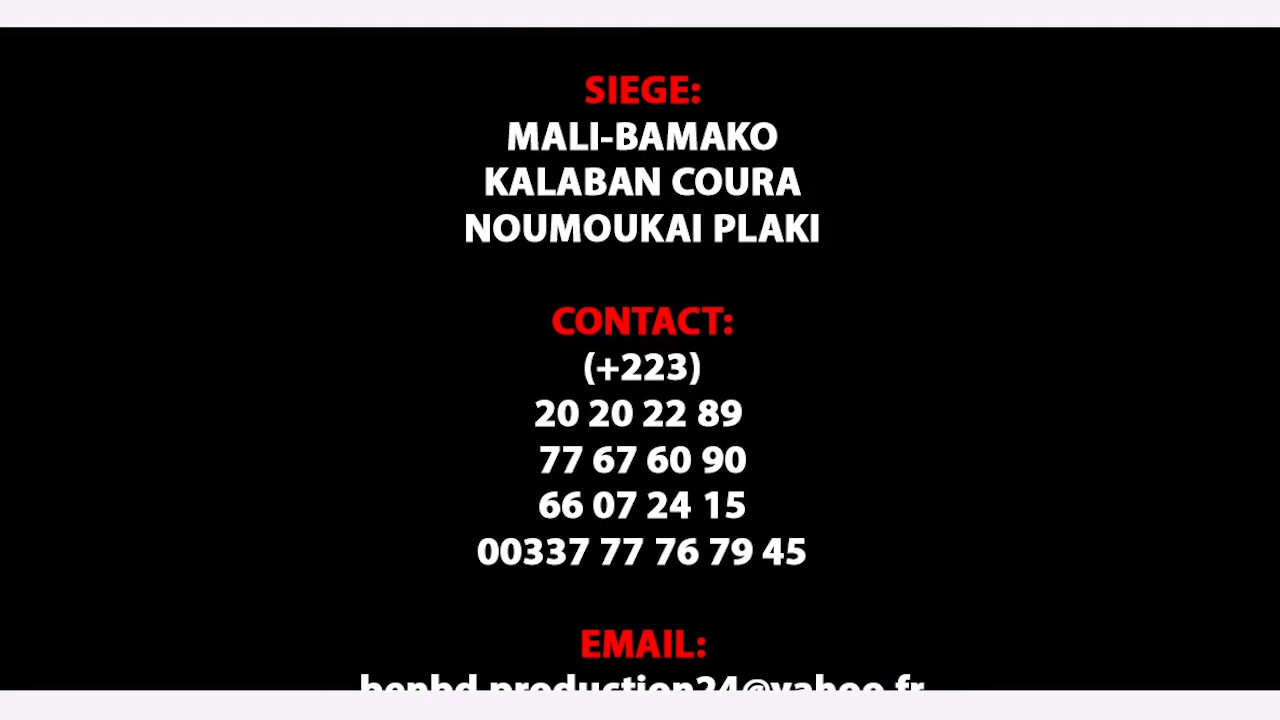 SIEGE:
MALI-BAMAKO
KALABAN COURA
NOUMOUKAI PLAKI
CONTACT:
(+223)
20 20 22 89
77 67 60 90
66 07 24 15
00337 77 76 79 45
EMAIL: